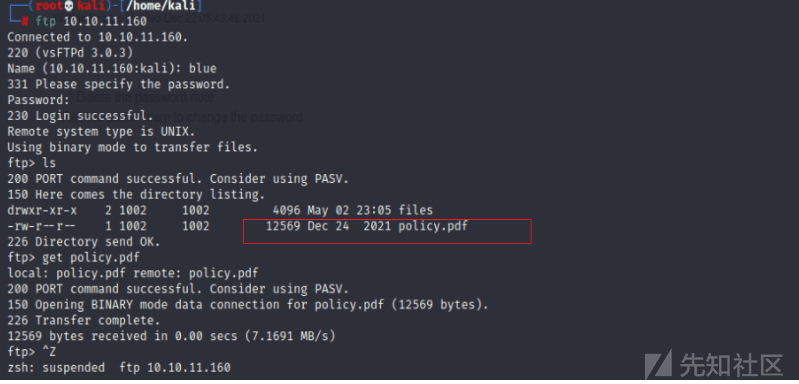 (root💀kali)-[/home/kali]
# ftp 10.10.11.160
Connected to 10.10.11.160.
220 (vsFTPd 3.0.3)
Name (10.10.11.160:kali): blue
331 Please specify the password.
Password:
230 Login successful.
Remote system type is UNIX.
Using binary mode to transfer files.
ftp> ls
200 PORT command successful. Consider using PASV.
150 Here comes the directory listing.
drwxr-xr-x 2 1002 1002 4096 May 02 23:05 files
-rw-r--r-- 1 1002 1002 12569 Dec 24 2021 policy.pdf
226 Directory send OK.
ftp> get policy.pdf
local: policy.pdf remote: policy.pdf
200 PORT command successful. Consider using PASV.
150 Opening BINARY mode data connection for policy.pdf (12569 bytes).
226 Transfer complete.
12569 bytes received in 0.00 secs (7.1691 MB/s)
ftp> ^Z
zsh: suspended ftp 10.10.11.160
先知社区